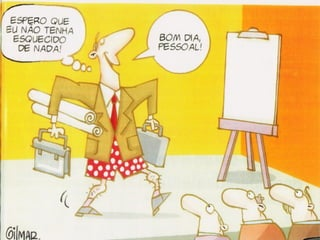 ESPERO QUE
EU NÃO TENHA
ESQUECIDO
DE NADA!
BOM DIA,
PESSOAL!
GILMAR.